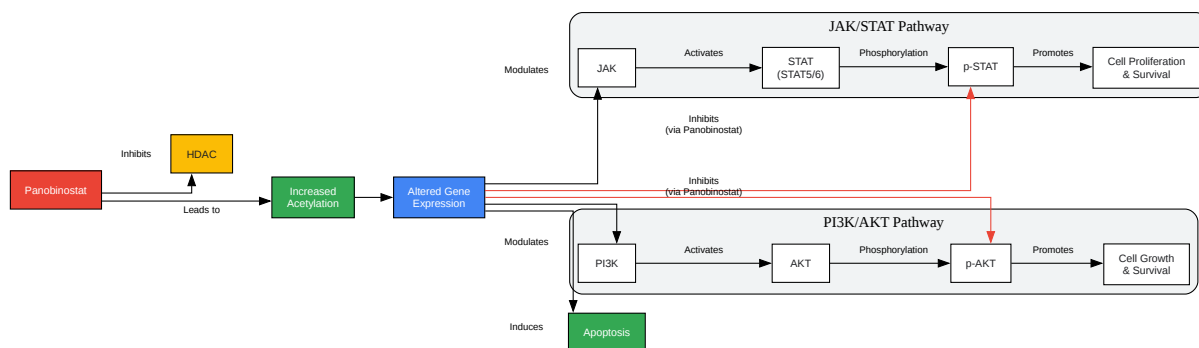 JAK/STAT Pathway
Modulates
JAK
Activates
STAT
(STAT5/6)
Phosphorylation
p-STAT
Promotes
Cell Proliferation
& Survival
Inhibits
(via Panobinostat)
Panobinostat
Inhibits
HDAC
Leads to
Increased
Acetylation
Altered Gene
Expression
Inhibits
(via Panobinostat)
PI3K/AKT Pathway
Modulates
PI3K
Activates
AKT
Phosphorylation
p-AKT
Promotes
Cell Growth
& Survival
Induces
Apoptosis